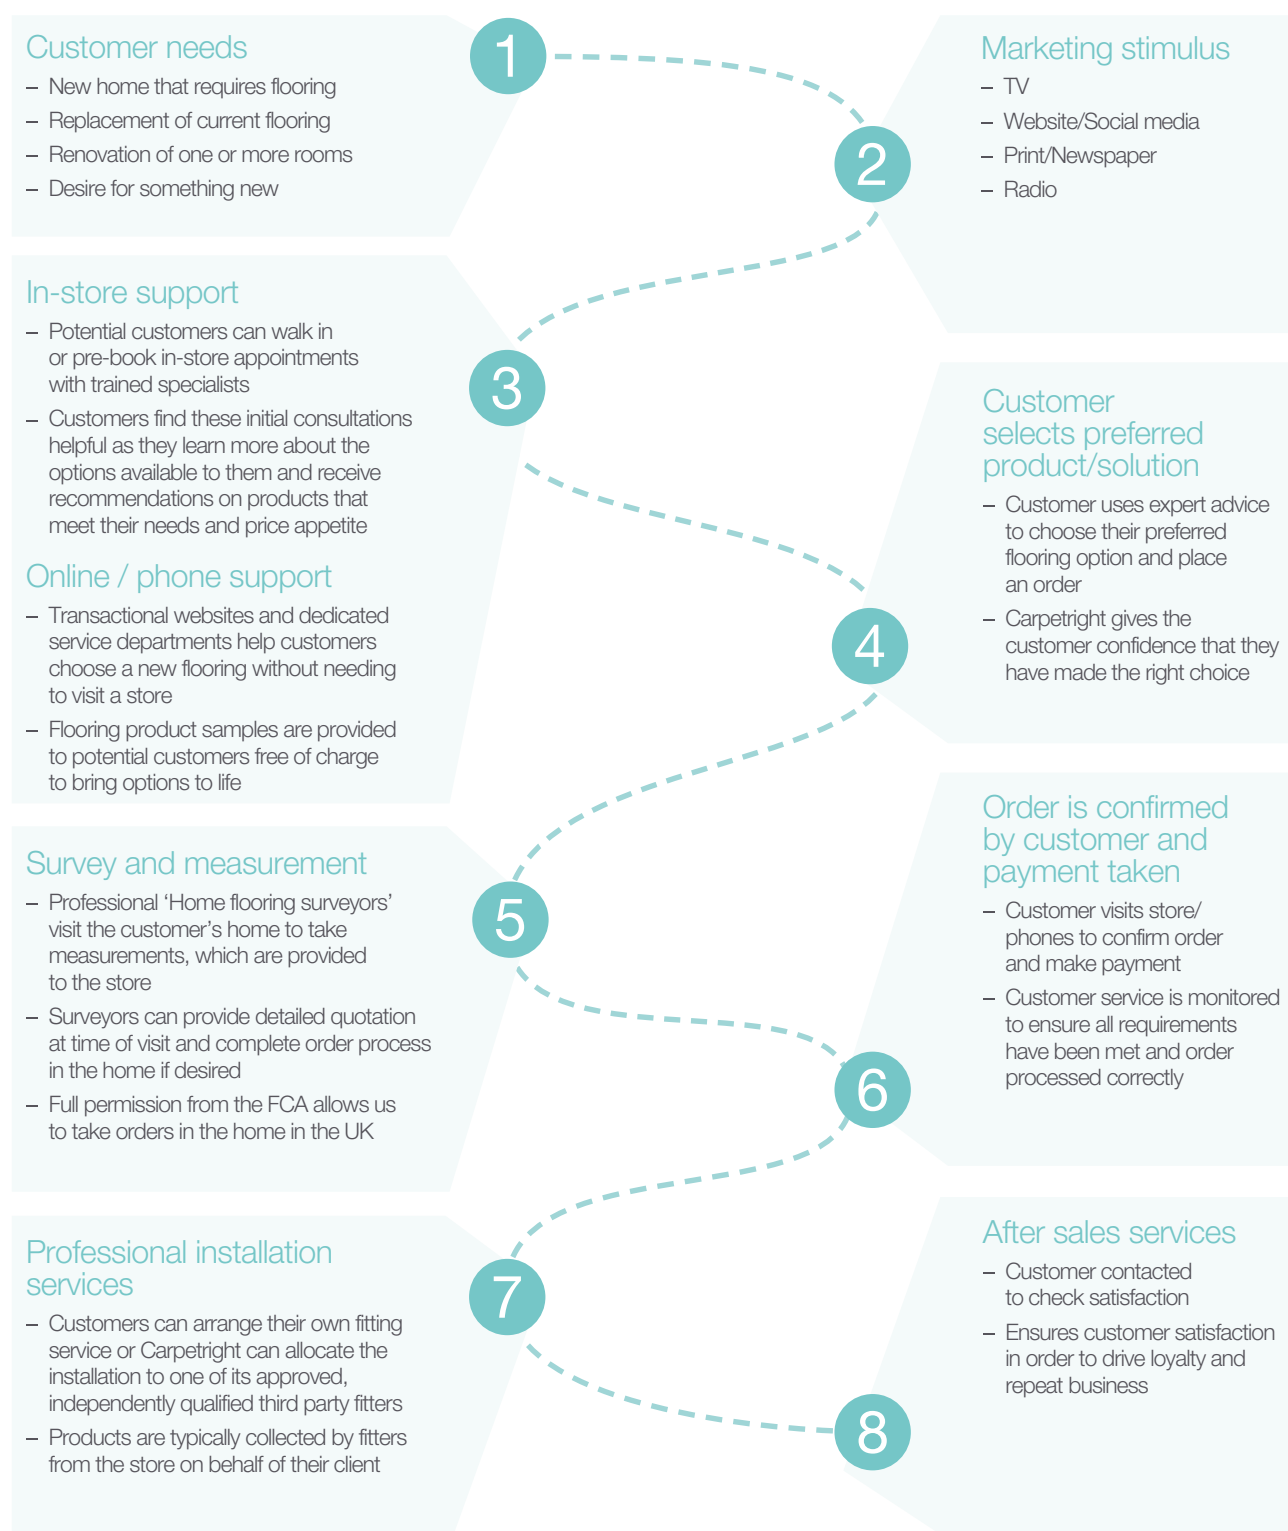 1
Customer needs
– New home that requires flooring
– Replacement of current flooring
– Renovation of one or more rooms
– Desire for something new
2
Marketing stimulus
– TV
– Website/Social media
– Print/Newspaper
– Radio
3
In-store support
– Potential customers can walk in
or pre-book in-store appointments
with trained specialists
– Customers find these initial consultations
helpful as they learn more about the
options available to them and receive
recommendations on products that
meet their needs and price appetite
Online / phone support
– Transactional websites and dedicated
service departments help customers
choose a new flooring without needing
to visit a store
– Flooring product samples are provided
to potential customers free of charge
to bring options to life
4
Customer
selects preferred
product/solution
– Customer uses expert advice
to choose their preferred
flooring option and place
an order
– Carpetright gives the
customer confidence that they
have made the right choice
5
Survey and measurement
– Professional ‘Home flooring surveyors’
visit the customer’s home to take
measurements, which are provided
to the store
– Surveyors can provide detailed quotation
at time of visit and complete order process
in the home if desired
– Full permission from the FCA allows us
to take orders in the home in the UK
6
Order is confirmed
by customer and
payment taken
– Customer visits store/
phones to confirm order
and make payment
– Customer service is monitored
to ensure all requirements
have been met and order
processed correctly
7
Professional installation
services
– Customers can arrange their own fitting
service or Carpetright can allocate the
installation to one of its approved,
independently qualified third party fitters
– Products are typically collected by fitters
from the store on behalf of their client
8
After sales services
– Customer contacted
to check satisfaction
– Ensures customer satisfaction
in order to drive loyalty and
repeat business